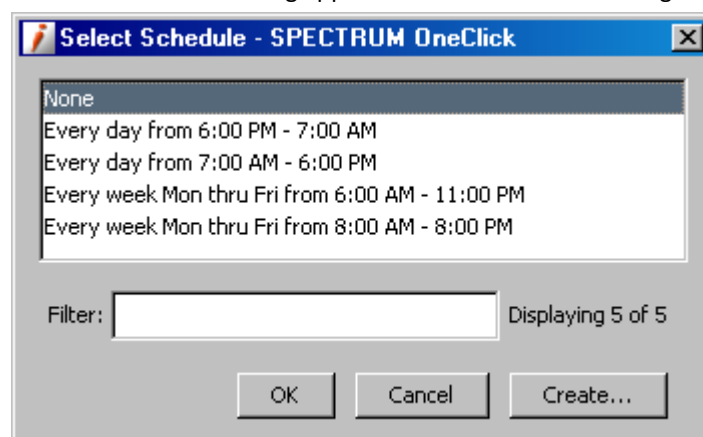 Select Schedule - SPECTRUM OneClick
None
Every day from 6:00 PM - 7:00 AM
Every day from 7:00 AM - 6:00 PM
Every week Mon thru Fri from 6:00 AM - 11:00 PM
Every week Mon thru Fri from 8:00 AM - 8:00 PM
Filter: Displaying 5 of 5
OK Cancel Create...